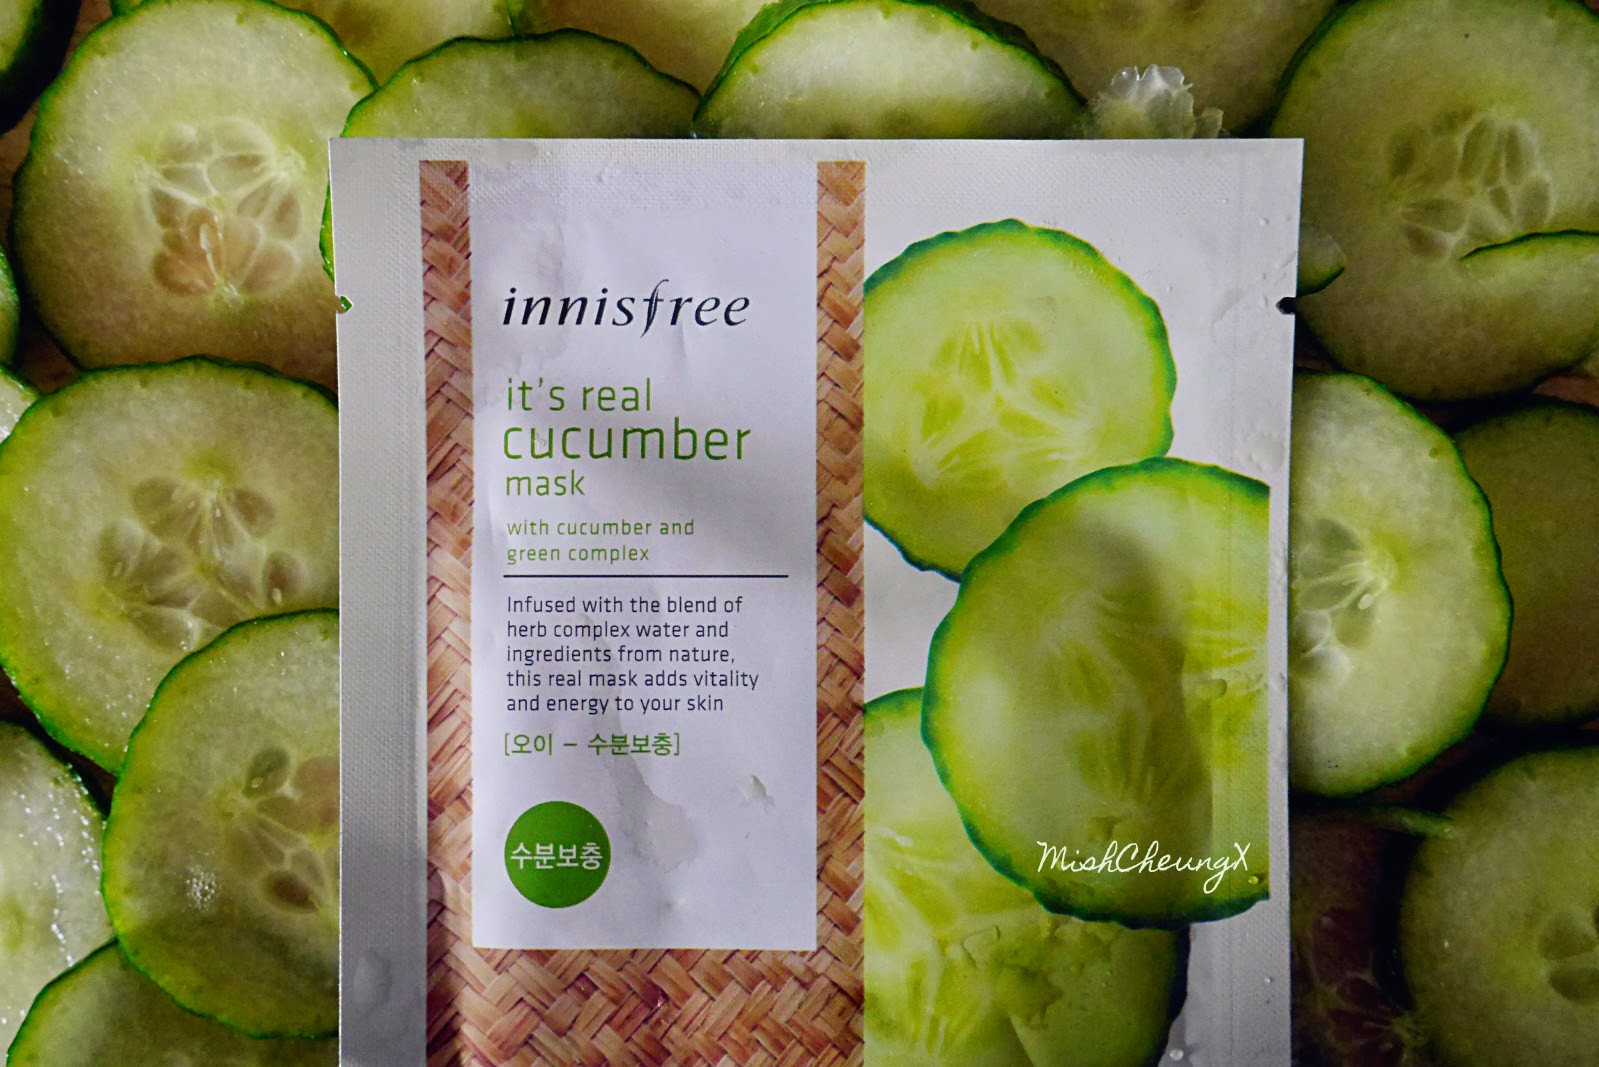 innisfree
it's real
cucumber
mask
with cucumber and
green complex
Infused with the blend of
herb complex water and
ingredients from nature,
this real mask adds vitality
and energy to your skin
[오이 – 수분보충]
수분보충
MishCheungX